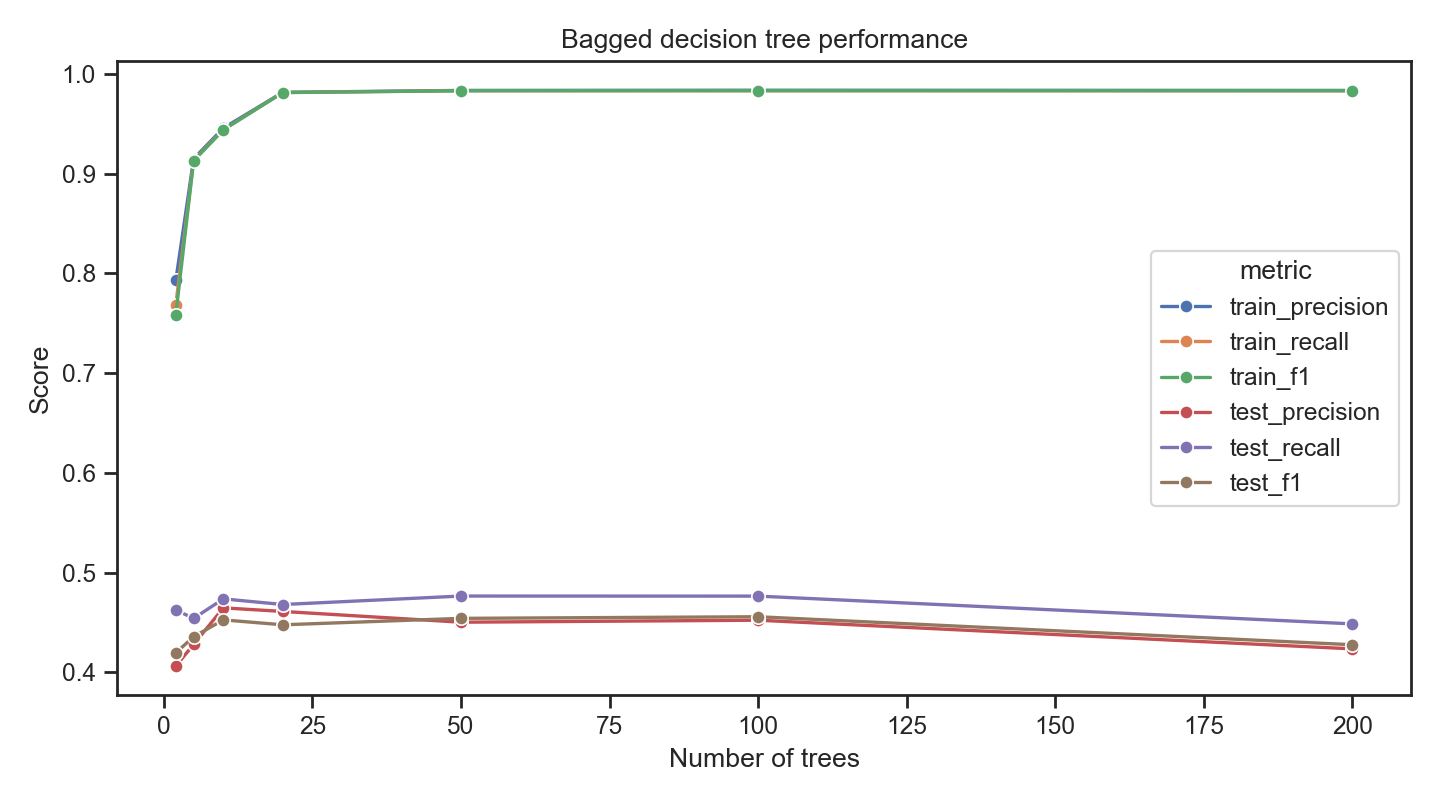 Bagged decision tree performance
1.0
0.9
0.8
0.7
0.6
0.5
0.4
Score
metric
train_precision
train_recall
train_f1
test_precision
test_recall
test_f1
0 25 50 75 100 125 150 175 200
Number of trees